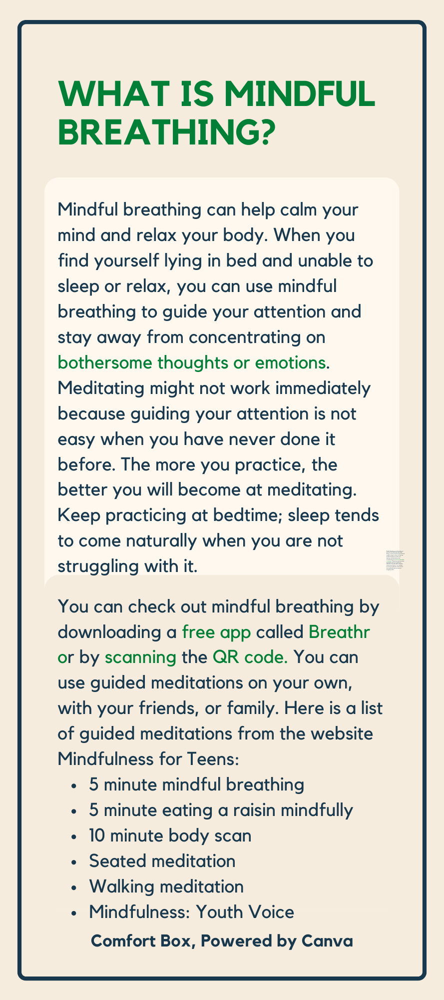 WHAT IS MINDFUL
BREATHING?
Mindful breathing can help calm your
mind and relax your body. When you
find yourself lying in bed and unable to
sleep or relax, you can use mindful
breathing to guide your attention and
stay away from concentrating on
bothersome thoughts or emotions.
Meditating might not work immediately
because guiding your attention is not
easy when you have never done it
before. The more you practice, the
better you will become at meditating.
Keep practicing at bedtime; sleep tends
to come naturally when you are not
struggling with it.
You can check out mindful breathing by
downloading a free app called Breathr
or by scanning the QR code. You can
use guided meditations on your own,
with your friends, or family. Here is a list
of guided meditations from the website
Mindfulness for Teens:
• 5 minute mindful breathing
• 5 minute eating a raisin mindfully
• 10 minute body scan
• Seated meditation
• Walking meditation
• Mindfulness: Youth Voice
Comfort Box, Powered by Canva